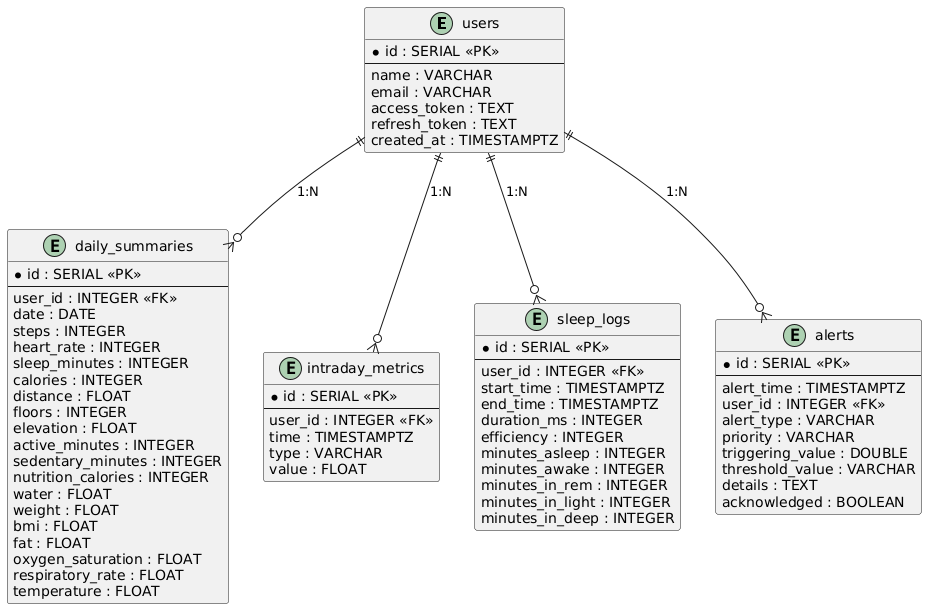 E users
* id : SERIAL «PK»
name : VARCHAR
email : VARCHAR
access_token : TEXT
refresh_token : TEXT
created_at : TIMESTAMPTZ
1:N
1:N
1:N
1:N
E daily_summaries
* id : SERIAL «PK»
user_id : INTEGER «FK»
date : DATE
steps : INTEGER
heart_rate : INTEGER
sleep_minutes : INTEGER
calories : INTEGER
distance : FLOAT
floors : INTEGER
elevation : FLOAT
active_minutes : INTEGER
sedentary_minutes : INTEGER
nutrition_calories : INTEGER
water : FLOAT
weight : FLOAT
bmi : FLOAT
fat : FLOAT
oxygen_saturation : FLOAT
respiratory_rate : FLOAT
temperature : FLOAT
E intraday_metrics
* id : SERIAL «PK»
user_id : INTEGER «FK»
time : TIMESTAMPTZ
type : VARCHAR
value : FLOAT
E sleep_logs
* id : SERIAL «PK»
user_id : INTEGER «FK»
start_time : TIMESTAMPTZ
end_time : TIMESTAMPTZ
duration_ms : INTEGER
efficiency : INTEGER
minutes_asleep : INTEGER
minutes_awake : INTEGER
minutes_in_rem : INTEGER
minutes_in_light : INTEGER
minutes_in_deep : INTEGER
E alerts
* id : SERIAL «PK»
alert_time : TIMESTAMPTZ
user_id : INTEGER «FK»
alert_type : VARCHAR
priority : VARCHAR
triggering_value : DOUBLE
threshold_value : VARCHAR
details : TEXT
acknowledged : BOOLEAN